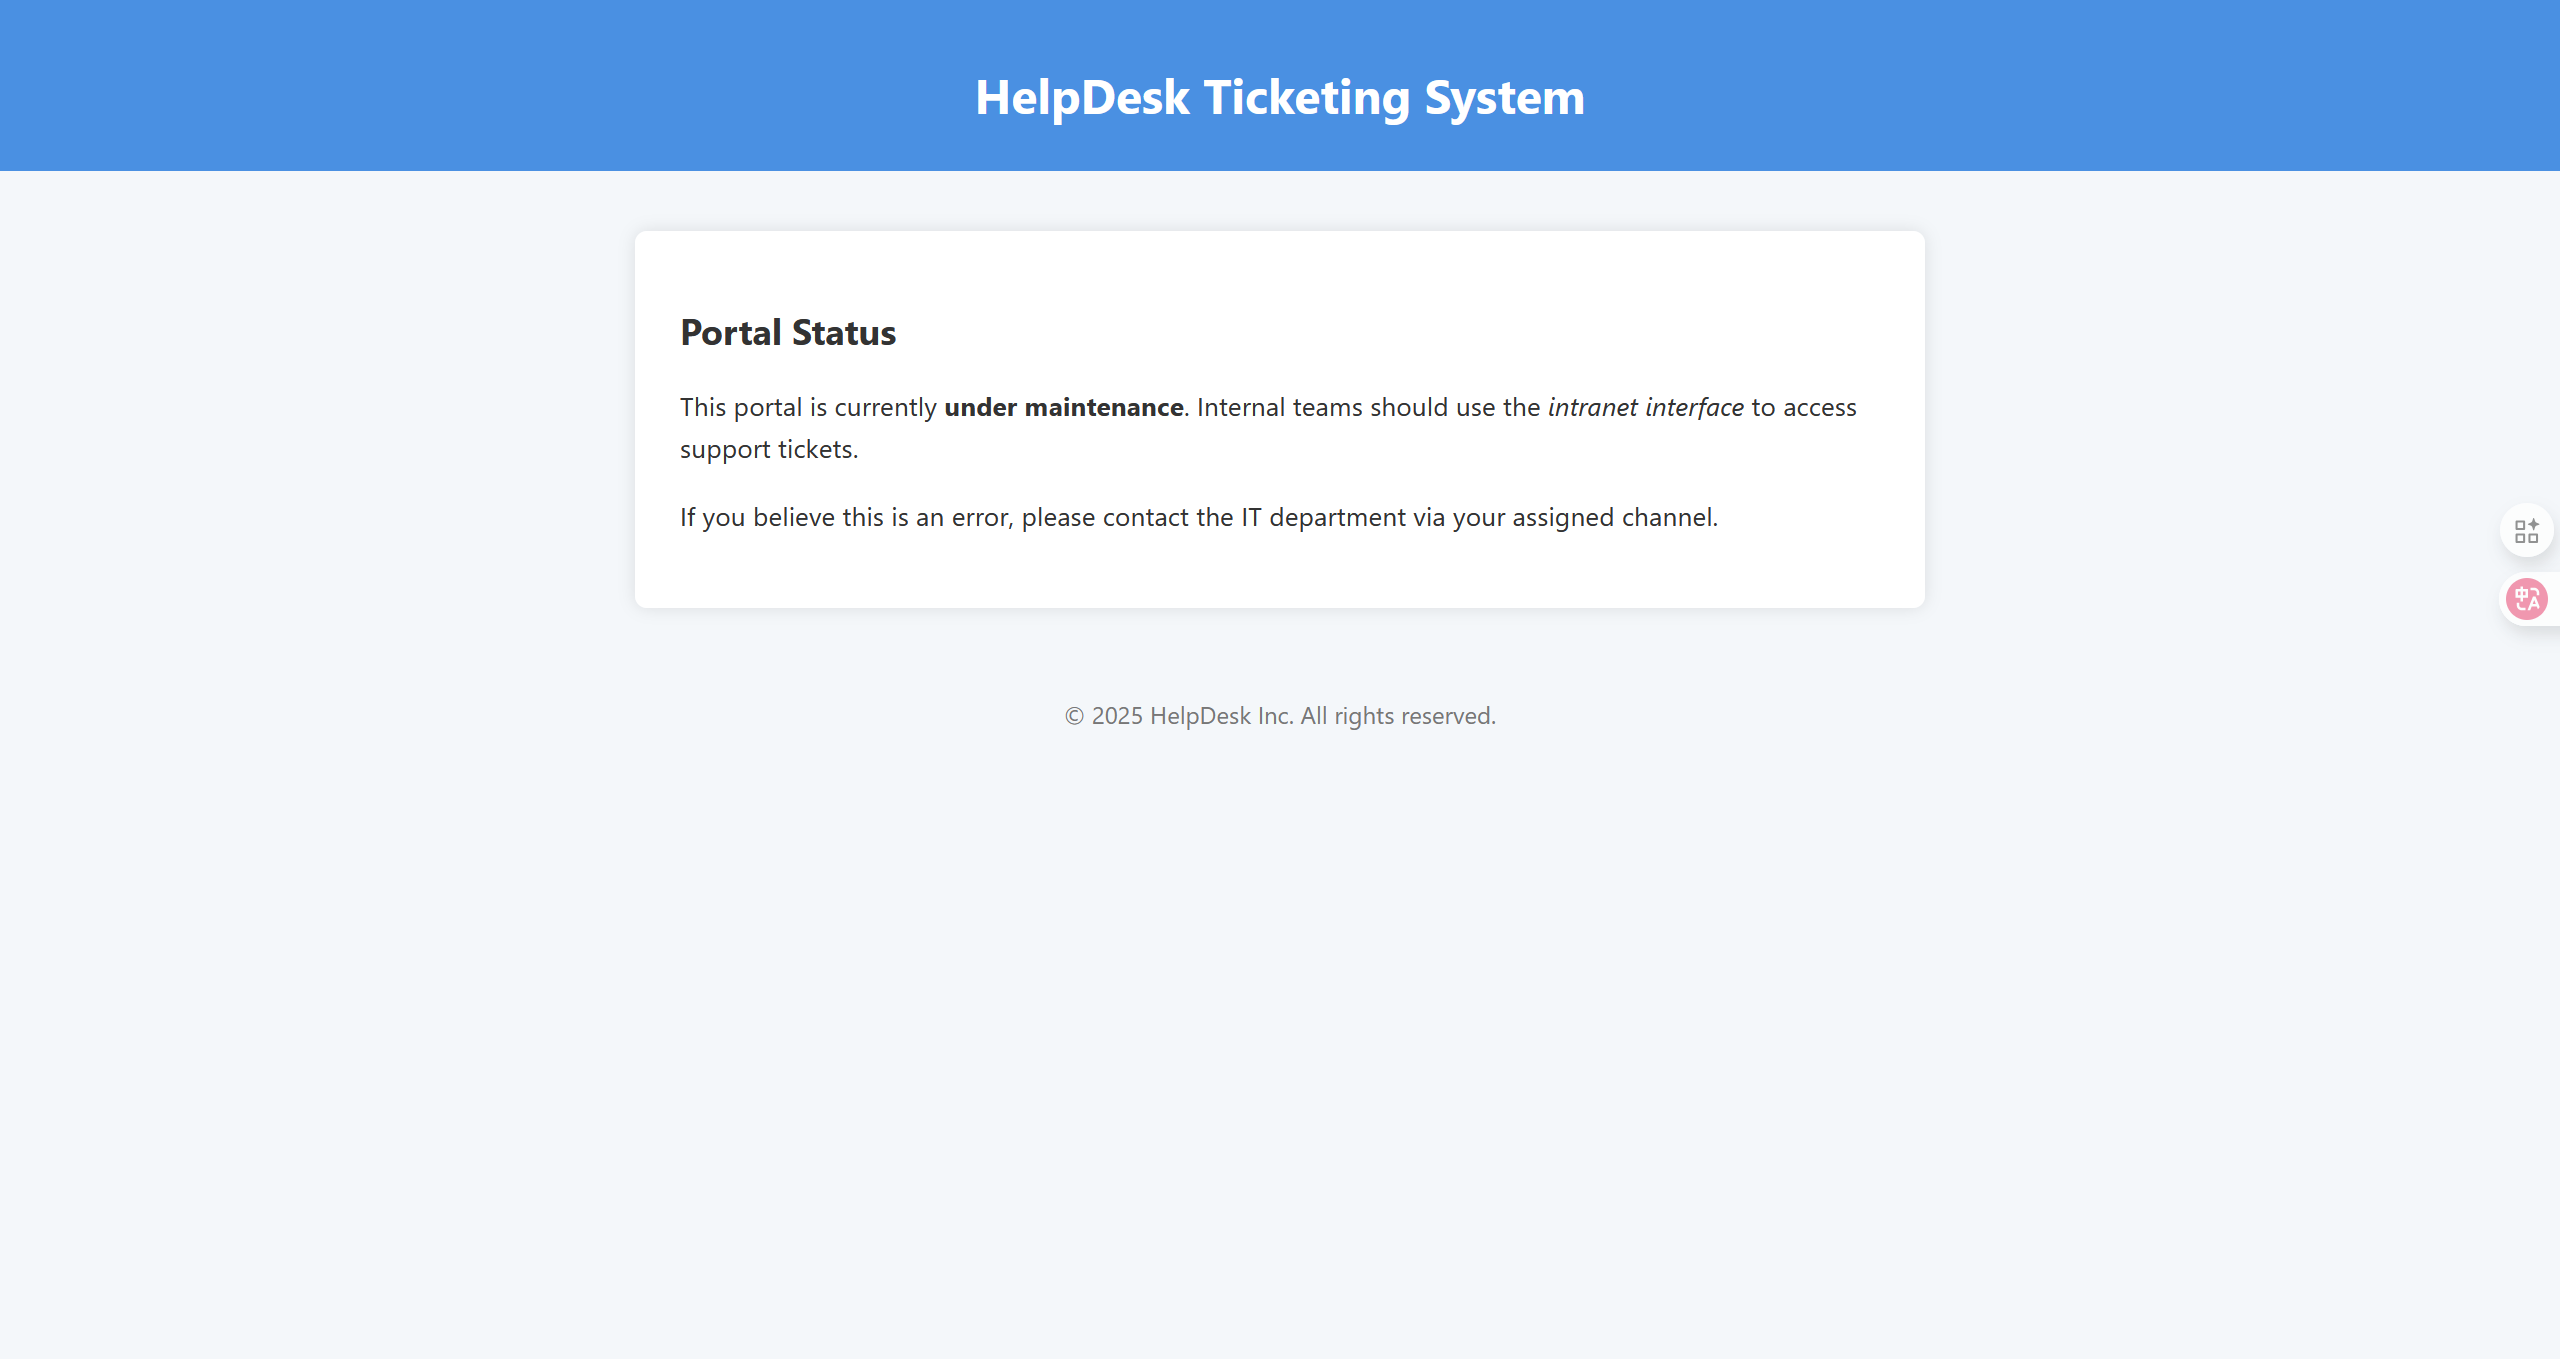 HelpDesk Ticketing System
Portal Status
This portal is currently under maintenance. Internal teams should use the intranet interface to access
support tickets.
If you believe this is an error, please contact the IT department via your assigned channel.
中A
© 2025 HelpDesk Inc. All rights reserved.